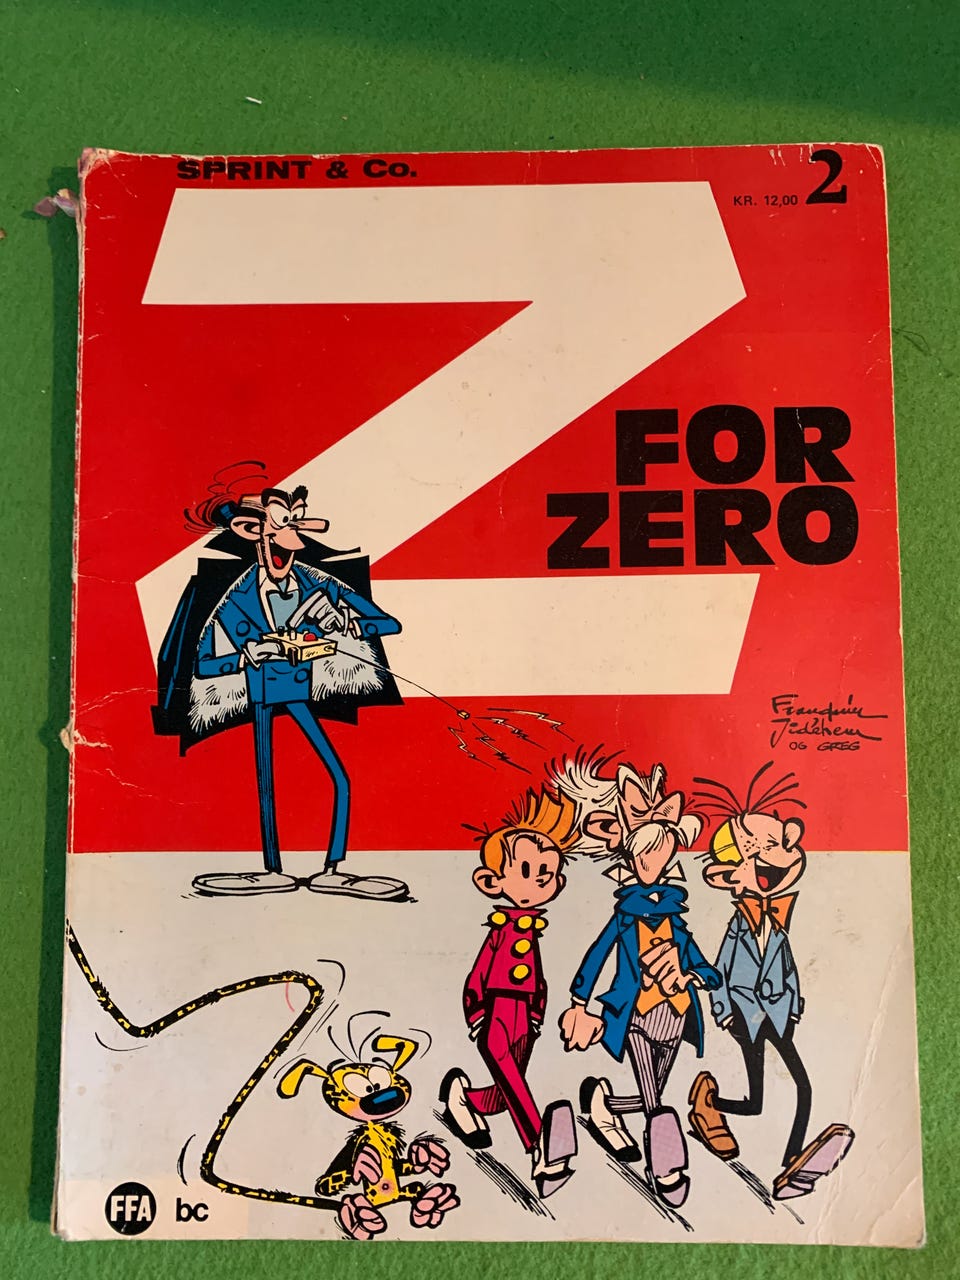 SPRINT & Co.
KR. 12,00 2
Z
FOR
ZERO
Franquin
Jidéhem
OG GREG
FFA bc